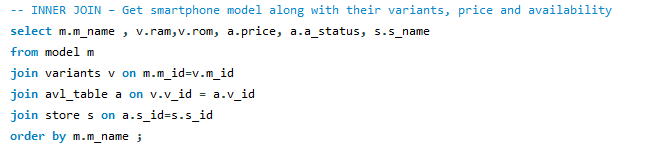 -- INNER JOIN – Get smartphone model along with their variants, price and availability
select m.m_name , v.ram,v.rom, a.price, a.a_status, s.s_name
from model m
join variants v on m.m_id=v.m_id
join avl_table a on v.v_id = a.v_id
join store s on a.s_id=s.s_id
order by m.m_name ;